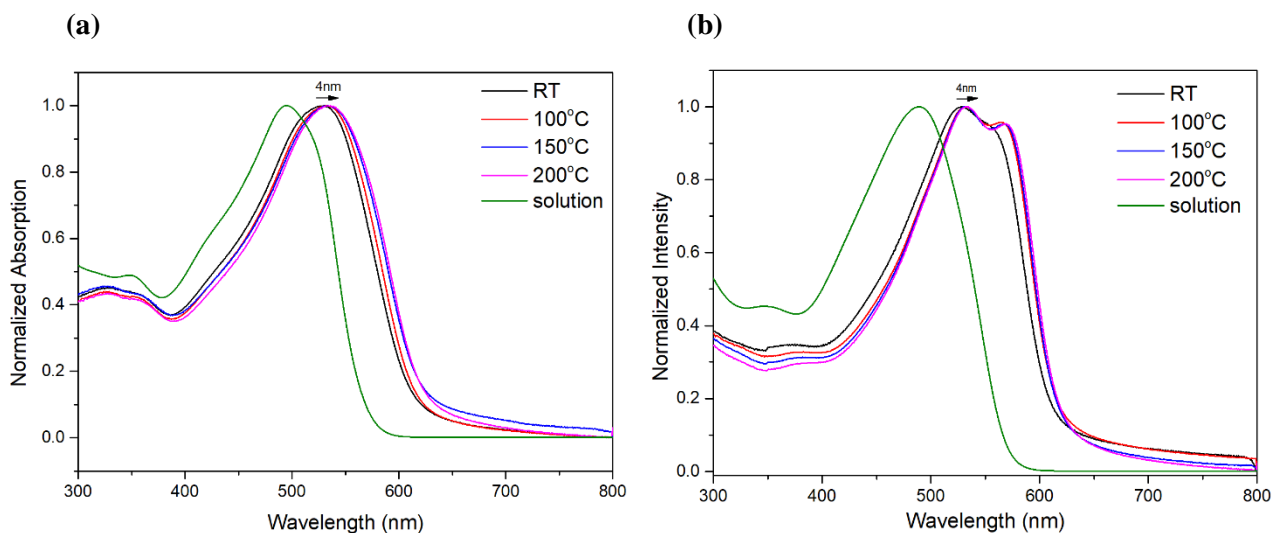 (a)
(b)
4nm
RT
100°C
150°C
200°C
solution
1.0
0.8
0.6
0.4
0.2
0.0
Normalized Absorption
300
400
500
600
700
800
Wavelength (nm)
4nm
RT
100°C
150°C
200°C
solution
1.0
0.8
0.6
0.4
0.2
0.0
Normalized Intensity
300
400
500
600
700
800
Wavelength (nm)